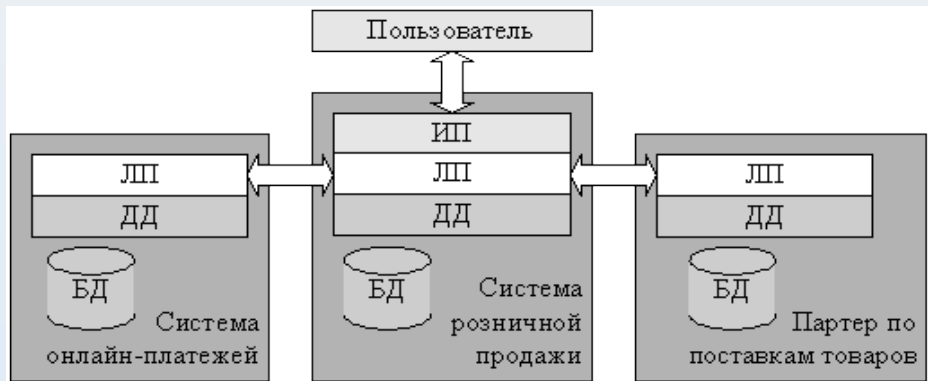 Пользователь
ЛП
ДД
БД
Система
онлайн-платежей
ИП
ЛП
ДД
БД
Система
розничной
продажи
ЛП
ДД
БД
Партер по
поставкам товаров